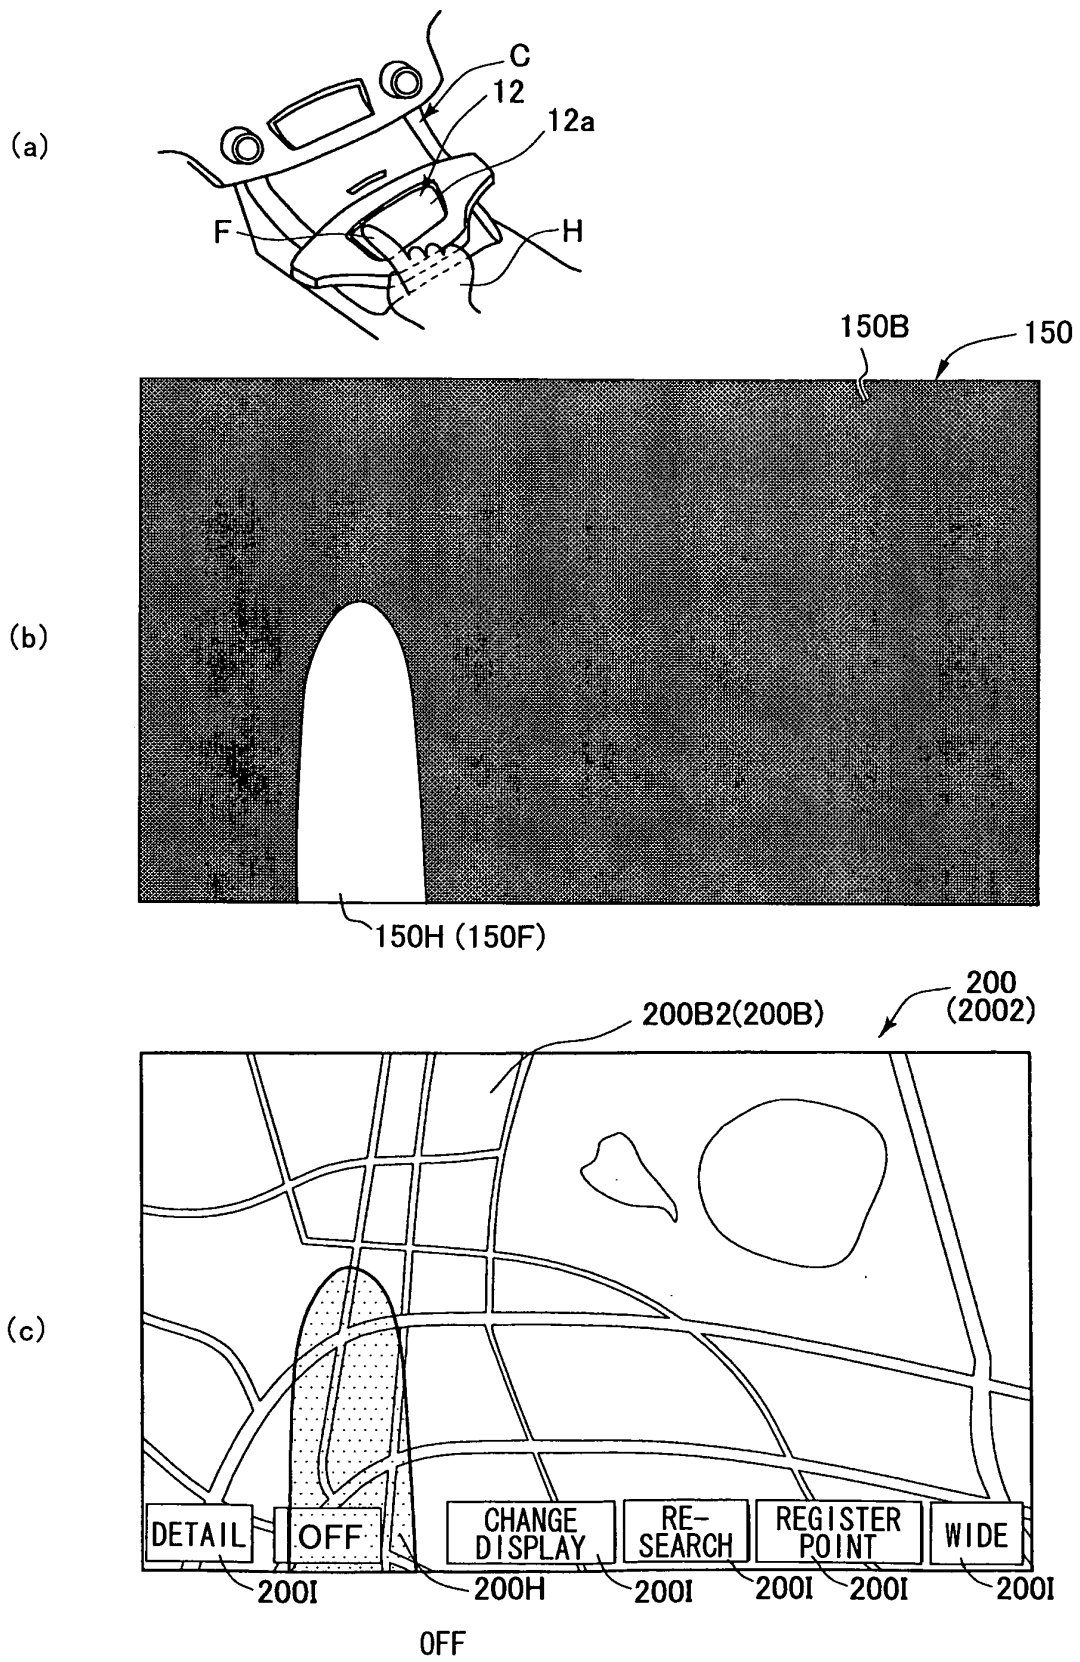 (a)
C
12
12a
F
H
150B
150
(b)
150H (150F)
200
(2002)
200B2(200B)
(c)
DETAIL
OFF
CHANGE
DISPLAY
RE-
SEARCH
REGISTER
POINT
WIDE
200I
200H
200I
200I
200I
200I
OFF